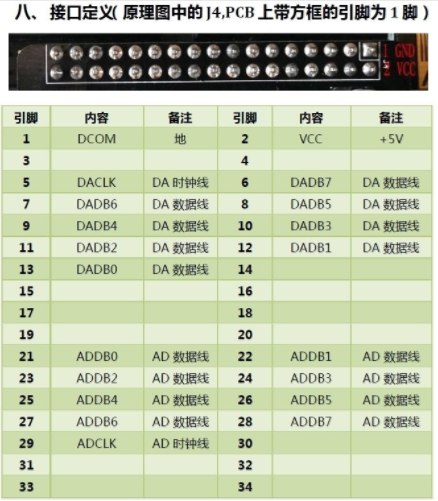 八、接口定义（原理图中的J4,PCB 上带方框的引脚为1脚）
1 GND
2 VCC
引脚 内容 备注 引脚 内容 备注
1 DCOM 地 2 VCC +5V
3 4
5 DACLK DA 时钟线 6 DADB7 DA 数据线
7 DADB6 DA 数据线 8 DADB5 DA 数据线
9 DADB4 DA 数据线 10 DADB3 DA 数据线
11 DADB2 DA 数据线 12 DADB1 DA 数据线
13 DADB0 DA 数据线 14
15 16
17 18
19 20
21 ADDB0 AD 数据线 22 ADDB1 AD 数据线
23 ADDB2 AD 数据线 24 ADDB3 AD 数据线
25 ADDB4 AD 数据线 26 ADDB5 AD 数据线
27 ADDB6 AD 数据线 28 ADDB7 AD 数据线
29 ADCLK AD 时钟线 30
31 32
33 34